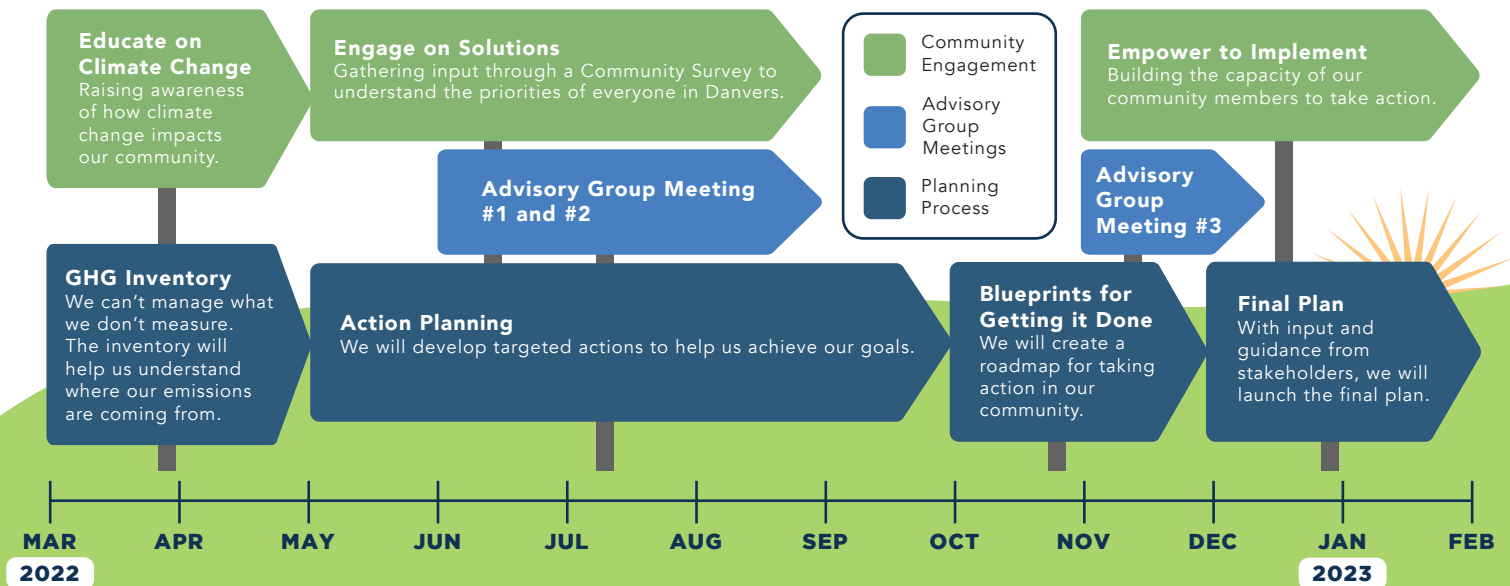 Educate on
Climate Change
Raising awareness
of how climate
change impacts
our community.
Engage on Solutions
Gathering input through a Community Survey to
understand the priorities of everyone in Danvers.
Community
Engagement
Advisory
Group
Meetings
Planning
Process
Empower to Implement
Building the capacity of our
community members to take action.
Advisory Group Meeting
#1 and #2
Advisory
Group
Meeting #3
GHG Inventory
We can't manage what
we don't measure.
The inventory will
help us understand
where our emissions
are coming from.
Action Planning
We will develop targeted actions to help us achieve our goals.
Blueprints for
Getting it Done
We will create a
roadmap for taking
action in our
community.
Final Plan
With input and
guidance from
stakeholders, we will
launch the final plan.
MAR APR MAY JUN JUL AUG SEP OCT NOV DEC JAN FEB
2022 2023